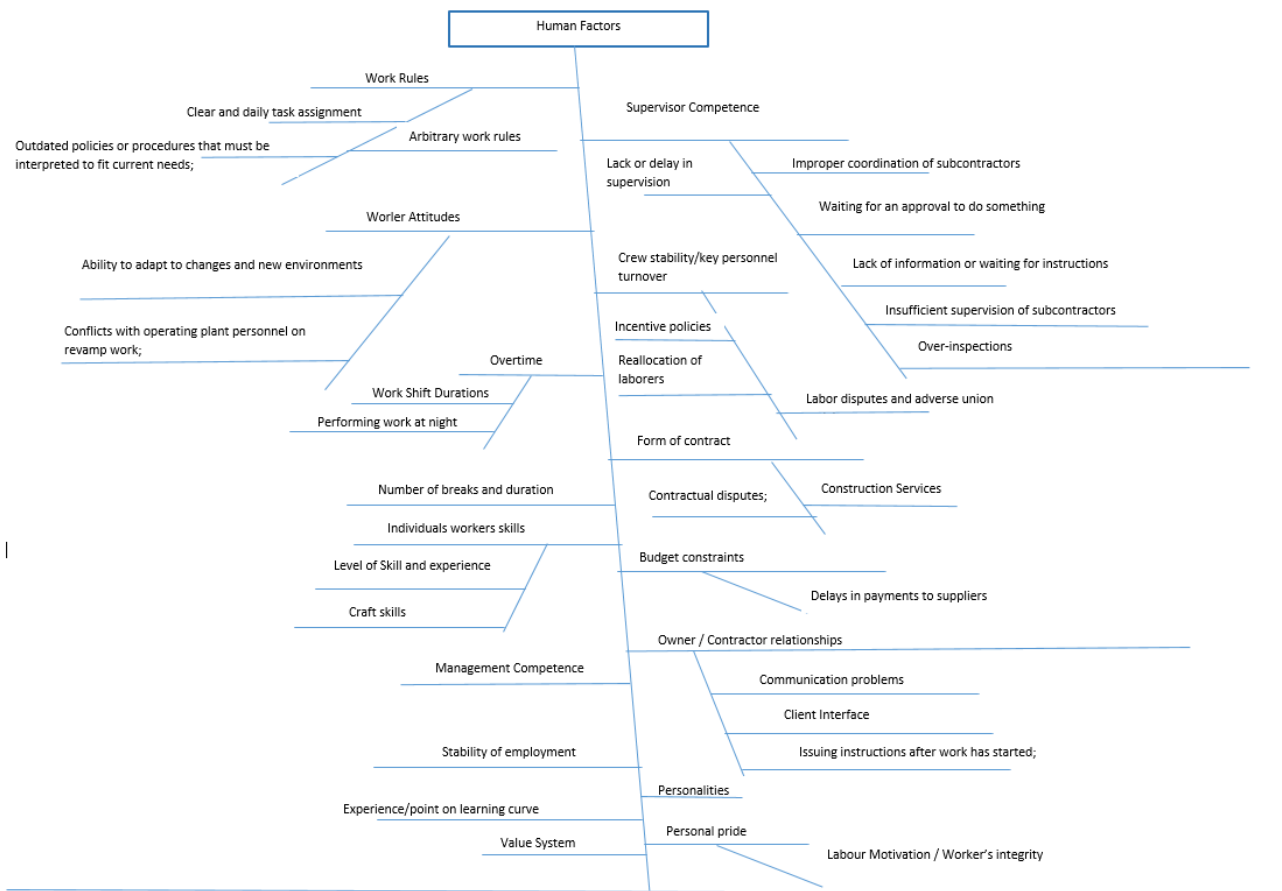 Human Factors
Work Rules
Clear and daily task assignment
Arbitrary work rules
Outdated policies or procedures that must be
interpreted to fit current needs;
Worler Attitudes
Ability to adapt to changes and new environments
Conflicts with operating plant personnel on
revamp work;
Overtime
Work Shift Durations
Performing work at night
Number of breaks and duration
Individuals workers skills
Level of Skill and experience
Craft skills
Management Competence
Stability of employment
Experience/point on learning curve
Value System
Supervisor Competence
Lack or delay in
supervision
Improper coordination of subcontractors
Waiting for an approval to do something
Lack of information or waiting for instructions
Insufficient supervision of subcontractors
Over-inspections
Crew stability/key personnel
turnover
Incentive policies
Reallocation of
laborers
Labor disputes and adverse union
Form of contract
Contractual disputes;
Construction Services
Budget constraints
Delays in payments to suppliers
Owner / Contractor relationships
Communication problems
Client Interface
Issuing instructions after work has started;
Personalities
Personal pride
Labour Motivation / Worker's integrity